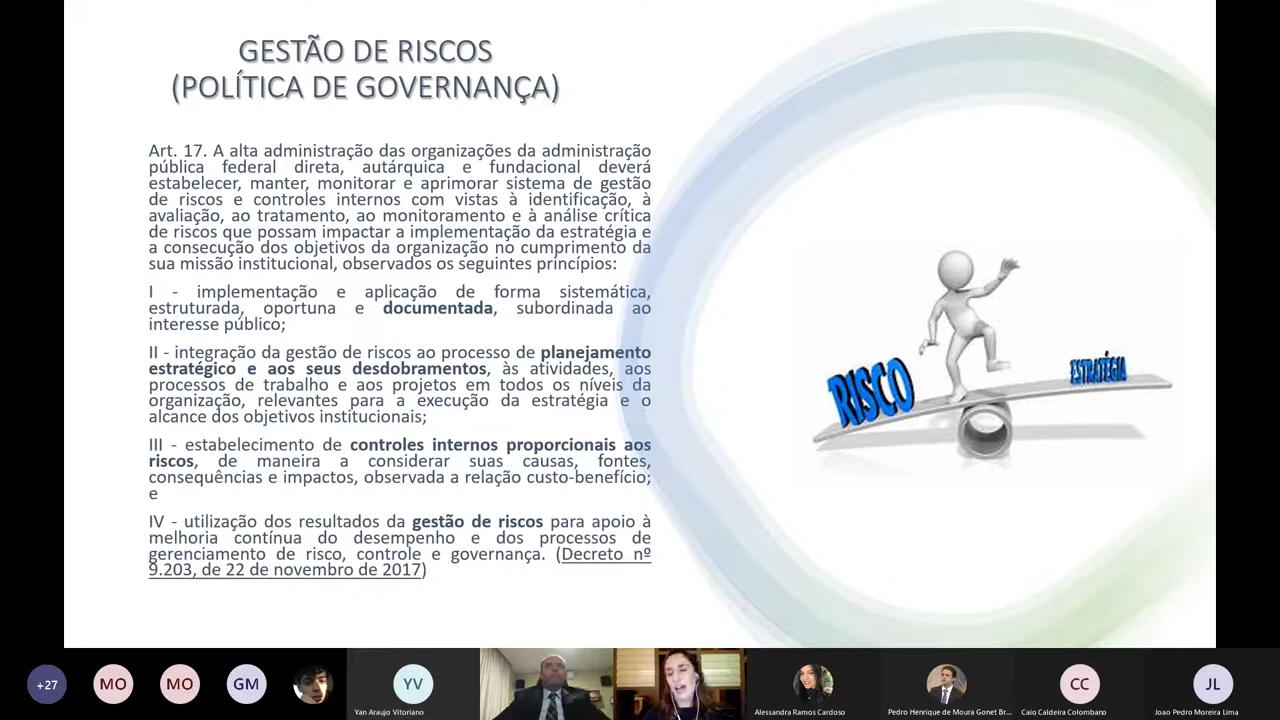 GESTÃO DE RISCOS
(POLÍTICA DE GOVERNANÇA)
Art. 17. A alta administração das organizações da administração
pública federal direta, autárquica e fundacional deverá
estabelecer, manter, monitorar e aprimorar sistema de gestão
de riscos e controles internos com vistas à identificação, à
avaliação, ao tratamento, ao monitoramento e à análise crítica
de riscos que possam impactar a implementação da estratégia e
a consecução dos objetivos da organização no cumprimento da
sua missão institucional, observados os seguintes princípios:
I - implementação e aplicação de forma sistemática,
estruturada, oportuna e documentada, subordinada ao
interesse público;
II - integração da gestão de riscos ao processo de planejamento
estratégico e aos seus desdobramentos, às atividades, aos
processos de trabalho e aos projetos em todos os níveis da
organização, relevantes para a execução da estratégia e o
alcance dos objetivos institucionais;
III - estabelecimento de controles internos proporcionais aos
riscos, de maneira a considerar suas causas, fontes,
consequências e impactos, observada a relação custo-benefício;
e
IV - utilização dos resultados da gestão de riscos para apoio à
melhoria contínua do desempenho e dos processos de
gerenciamento de risco, controle e governança. (Decreto nº
9.203, de 22 de novembro de 2017)
RISCO
ESTRATÉGIA
+27
MO
MO
GM
YV
CC
JL
Yan Araujo Vitoriano
Alessandra Ramos Cardoso
Pedro Henrique de Moura Gonet Br...
Caio Caldeira Colombano
Joao Pedro Moreira Lima